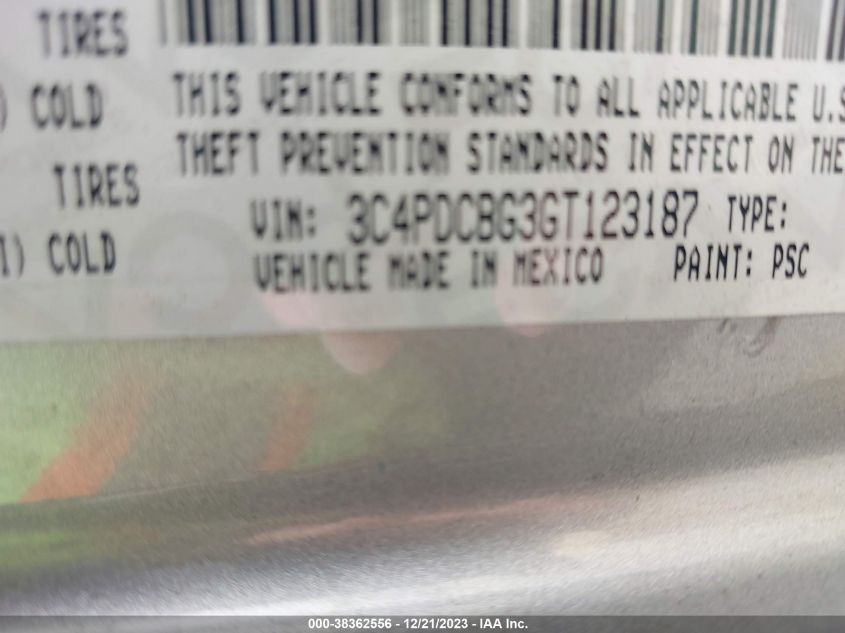 TIRES
) COLD
TIRES
1) COLD
THIS VEHICLE CONFORMS TO ALL APPLICABLE U.S
THEFT PREVENTION STANDARDS IN EFFECT ON THE
VIN: 3C4PDCBG3GT123187 TYPE:
VEHICLE MADE IN MEXICO PAINT: PSC
000-38362556 - 12/21/2023 - IAA Inc.